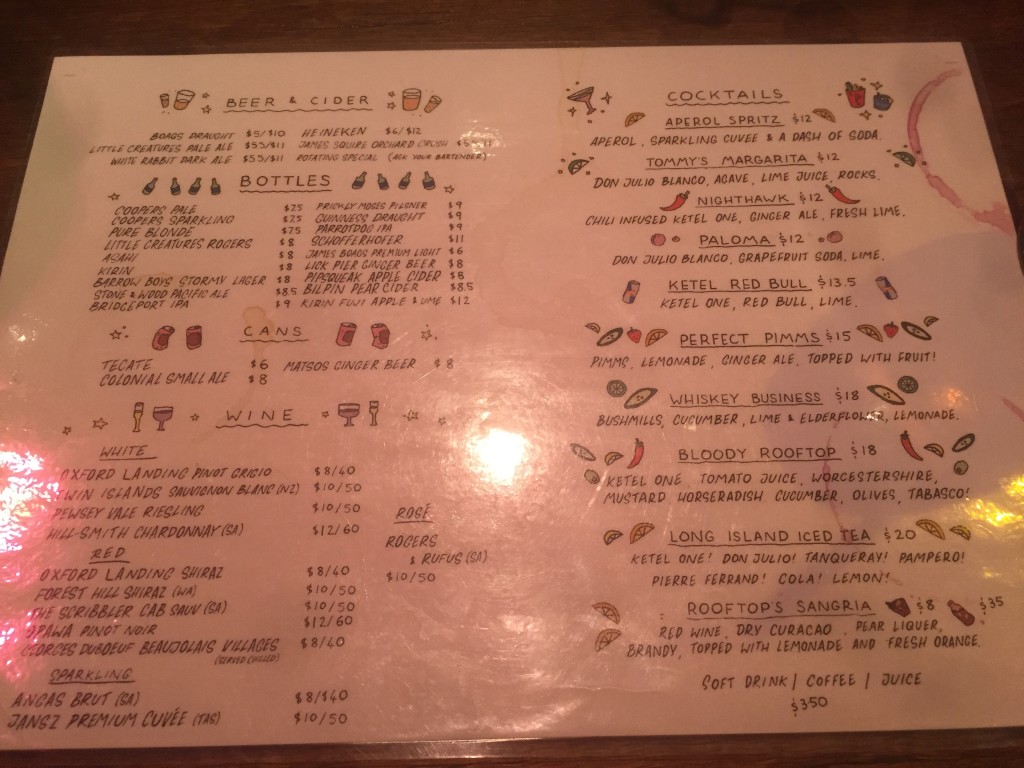 BEER & CIDER
BOAGS DRAUGHT $5/$10 HEINEKEN $6/$12
LITTLE CREATURES PALE ALE $5.5/$11 JAMES SQUIRE ORCHARD CRUSH
WHITE RABBIT DARK ALE $5.5/$11 ROTATING SPECIAL (ASK YOUR BARTENDER)
BOTTLES
COOPERS PALE $7.5
COOPERS SPARKLING $7.5
PURE BLONDE $7.5
LITTLE CREATURES ROGERS $8
ASAHI $8
KIRIN $8
BARROW BOYS STORMY LAGER $8
STONE & WOOD PACIFIC ALE $8.5
BRIDGEPORT IPA $9
PRICKLY MOSES PILSNER $9
GUINNESS DRAUGHT $9
PARROTDOG IPA $9
SCHOFFERHOFER $11
JAMES BOAGS PREMIUM LIGHT $6
LICK PIER GINGER BEER $8
PIPSQUEAK APPLE CIDER $8
BILPIN PEAR CIDER $8.5
KIRIN FUJI APPLE & LIME $12
CANS
TECATE $6 MATSOS GINGER BEER $8
COLONIAL SMALL ALE $8
WINE
WHITE
OXFORD LANDING PINOT GRIGIO $8/40
TWIN ISLANDS SAUVIGNON BLANC (NZ) $10/50
PEWSEY VALE RIESLING $10/50
HILL-SMITH CHARDONNAY (SA) $12/60
RED
OXFORD LANDING SHIRAZ $8/40
FOREST HILL SHIRAZ (WA) $10/50
THE SCRIBBLER CAB SAUV (SA) $10/50
OPAWA PINOT NOIR $12/60
GEORGES DUBOEUF BEAUJOLAIS VILLAGES $8/40
(SERVED CHILLED)
SPARKLING
ANGAS BRUT (SA) $8/$40
JANSZ PREMIUM CUVÉE (TAS) $10/50
ROSÉ
ROGERS
& RUFUS (SA)
$10/50
COCKTAILS
APEROL SPRITZ $12
APEROL, SPARKLING CUVEE & A DASH OF SODA.
TOMMY'S MARGARITA $12
DON JULIO BLANCO, AGAVE, LIME JUICE, ROCKS.
NIGHTHAWK $12
CHILI INFUSED KETEL ONE, GINGER ALE, FRESH LIME.
PALOMA $12
DON JULIO BLANCO, GRAPEFRUIT SODA, LIME.
KETEL RED BULL $13.5
KETEL ONE, RED BULL, LIME.
PERFECT PIMMS $15
PIMMS, LEMONADE, GINGER ALE, TOPPED WITH FRUIT!
WHISKEY BUSINESS $18
BUSHMILLS, CUCUMBER, LIME & ELDERFLOWER, LEMONADE.
BLOODY ROOFTOP $18
KETEL ONE, TOMATO JUICE, WORCESTERSHIRE,
MUSTARD HORSERADISH CUCUMBER, OLIVES, TABASCO!
LONG ISLAND ICED TEA $20
KETEL ONE! DON JULIO! TANQUERAY! PAMPERO!
PIERRE FERRAND! COLA! LEMON!
ROOFTOP'S SANGRIA $8 $35
RED WINE, DRY CURACAO, PEAR LIQUER,
BRANDY, TOPPED WITH LEMONADE AND FRESH ORANGE.
SOFT DRINK / COFFEE / JUICE
$3.50